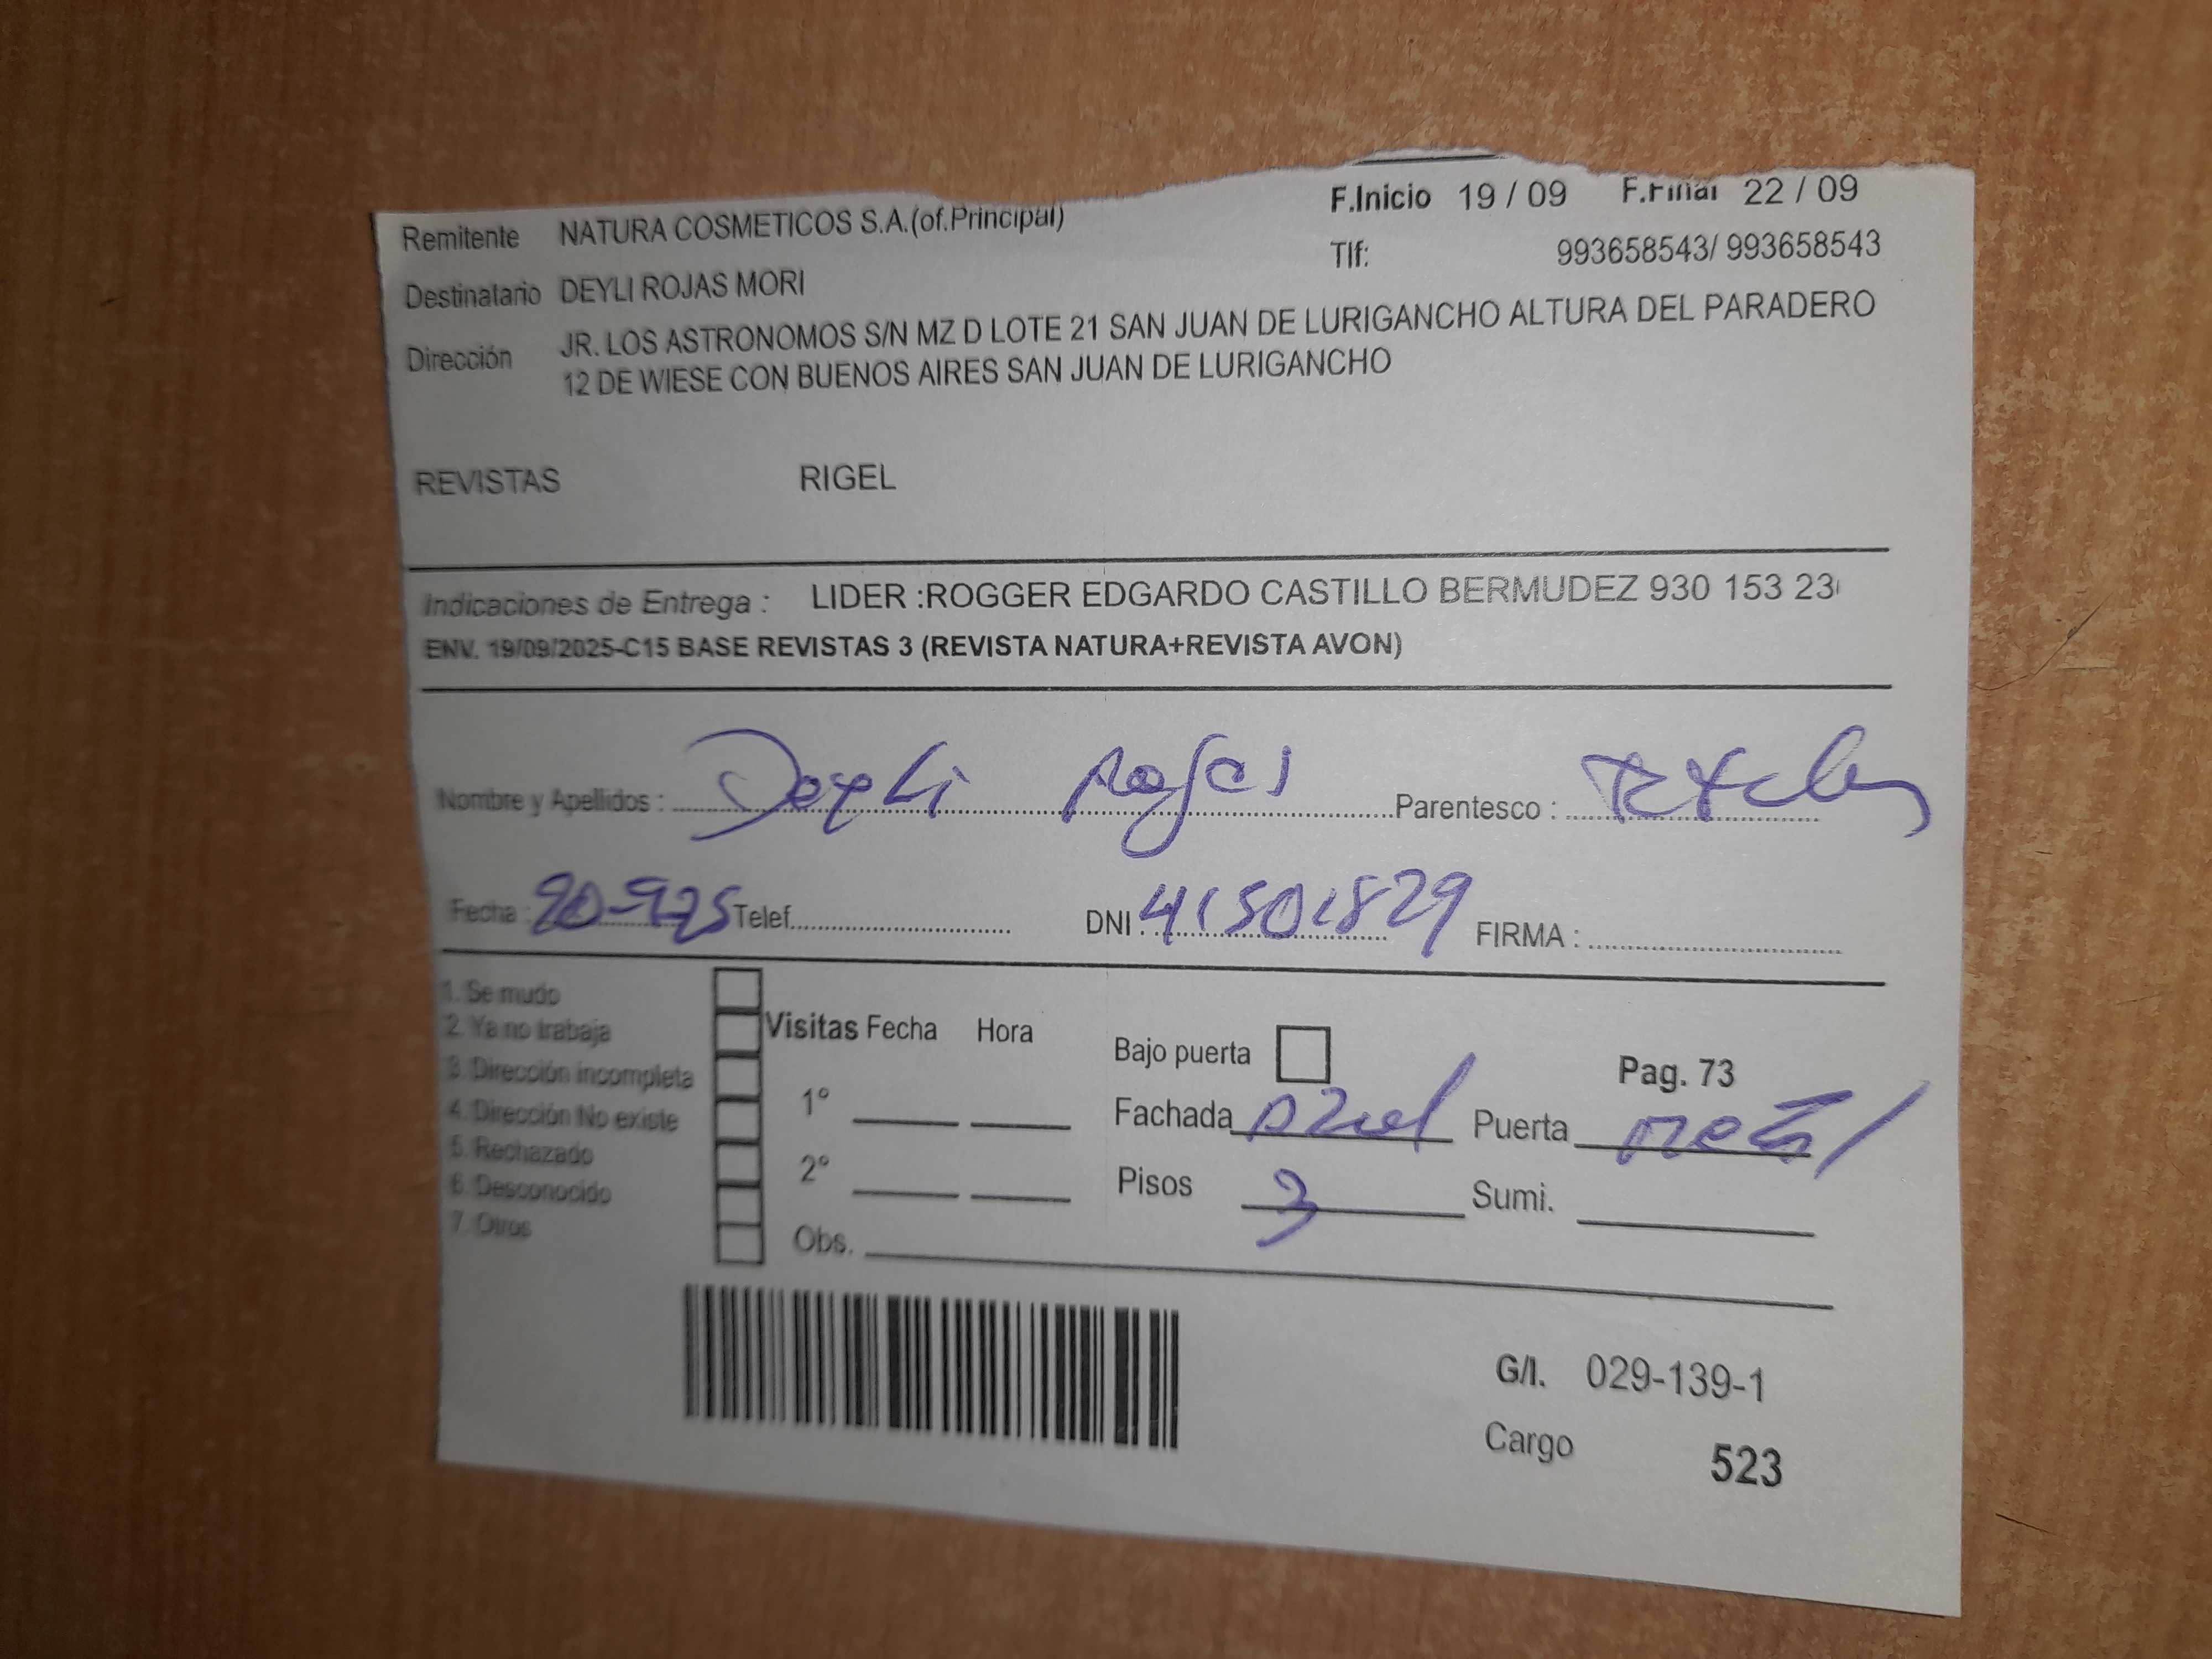 F.Inicio 19 / 09 F.Final 22 / 09
Remitente NATURA COSMETICOS S.A.(of.Principal)
Tlf: 993658543/ 993658543
Destinatario DEYLI ROJAS MORI
Dirección JR. LOS ASTRONOMOS S/N MZ D LOTE 21 SAN JUAN DE LURIGANCHO ALTURA DEL PARADERO
12 DE WIESE CON BUENOS AIRES SAN JUAN DE LURIGANCHO
REVISTAS RIGEL
Indicaciones de Entrega : LIDER :ROGGER EDGARDO CASTILLO BERMUDEZ 930 153 23
ENV. 19/09/2025-C15 BASE REVISTAS 3 (REVISTA NATURA+REVISTA AVON)
Nombre y Apellidos : Deyli Rojas Parentesco :
Fecha : 20-9-25 Telef. DNI : 41501829 FIRMA :
1. Se mudo
2. Ya no trabaja
3. Dirección incompleta
4. Dirección No existe
5. Rechazado
6. Desconocido
7. Otros
Visitas Fecha Hora
1°
2°
Obs.
Bajo puerta Pag. 73
Fachada azul Puerta metal
Pisos 3 Sumi.
G/I. 029-139-1
Cargo 523